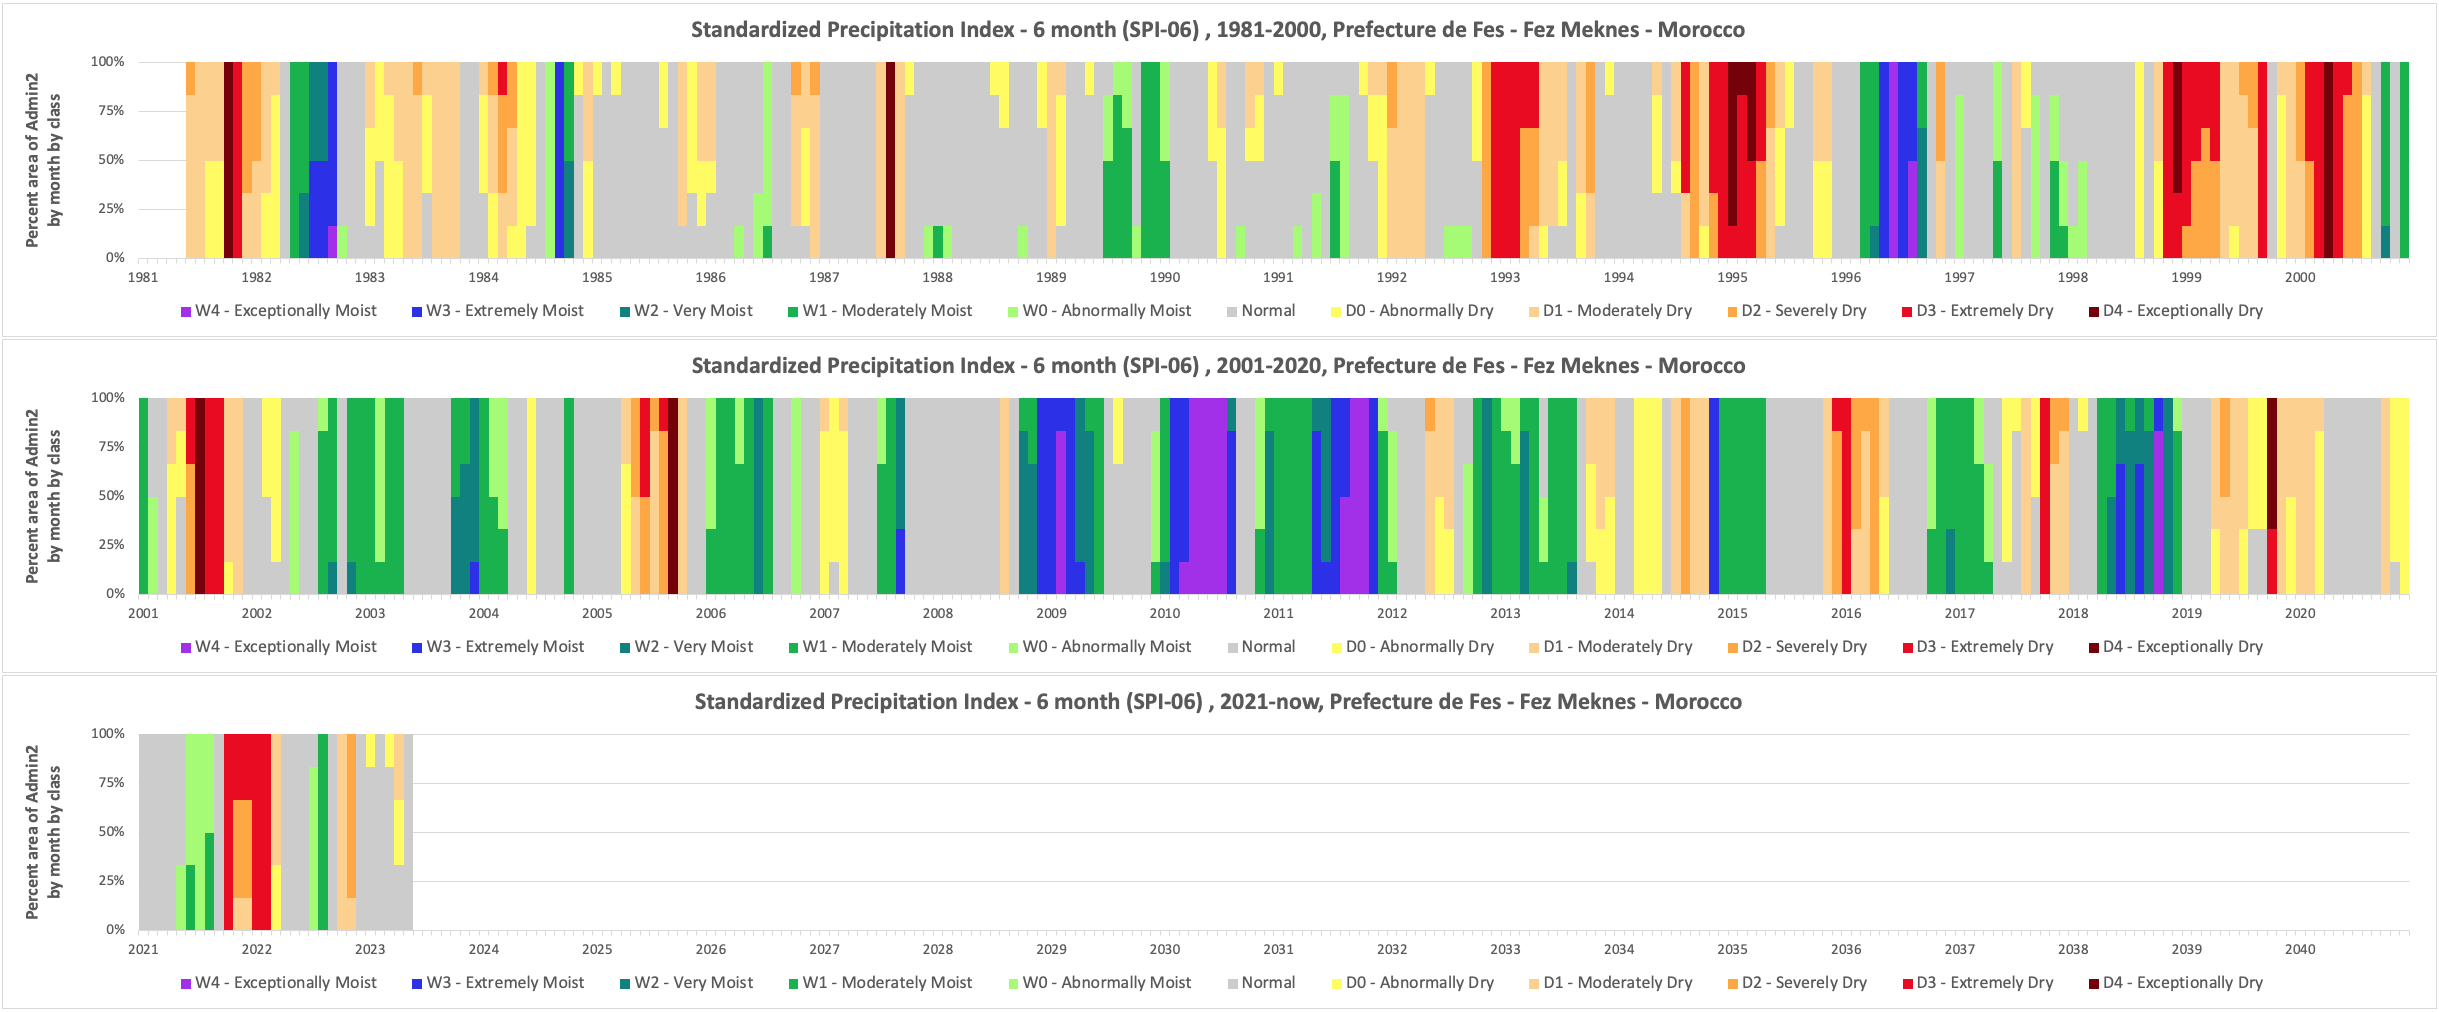 Standardized Precipitation Index - 6 month (SPI-06) , 1981-2000, Prefecture de Fes - Fez Meknes - Morocco
Percent area of Admin2
by month by class
100%
75%
50%
25%
0%
1981 1982 1983 1984 1985 1986 1987 1988 1989 1990 1991 1992 1993 1994 1995 1996 1997 1998 1999 2000
W4 - Exceptionally Moist W3 - Extremely Moist W2 - Very Moist W1 - Moderately Moist W0 - Abnormally Moist Normal D0 - Abnormally Dry D1 - Moderately Dry D2 - Severely Dry D3 - Extremely Dry D4 - Exceptionally Dry
Standardized Precipitation Index - 6 month (SPI-06) , 2001-2020, Prefecture de Fes - Fez Meknes - Morocco
Percent area of Admin2
by month by class
100%
75%
50%
25%
0%
2001 2002 2003 2004 2005 2006 2007 2008 2009 2010 2011 2012 2013 2014 2015 2016 2017 2018 2019 2020
W4 - Exceptionally Moist W3 - Extremely Moist W2 - Very Moist W1 - Moderately Moist W0 - Abnormally Moist Normal D0 - Abnormally Dry D1 - Moderately Dry D2 - Severely Dry D3 - Extremely Dry D4 - Exceptionally Dry
Standardized Precipitation Index - 6 month (SPI-06) , 2021-now, Prefecture de Fes - Fez Meknes - Morocco
Percent area of Admin2
by month by class
100%
75%
50%
25%
0%
2021 2022 2023 2024 2025 2026 2027 2028 2029 2030 2031 2032 2033 2034 2035 2036 2037 2038 2039 2040
W4 - Exceptionally Moist W3 - Extremely Moist W2 - Very Moist W1 - Moderately Moist W0 - Abnormally Moist Normal D0 - Abnormally Dry D1 - Moderately Dry D2 - Severely Dry D3 - Extremely Dry D4 - Exceptionally Dry